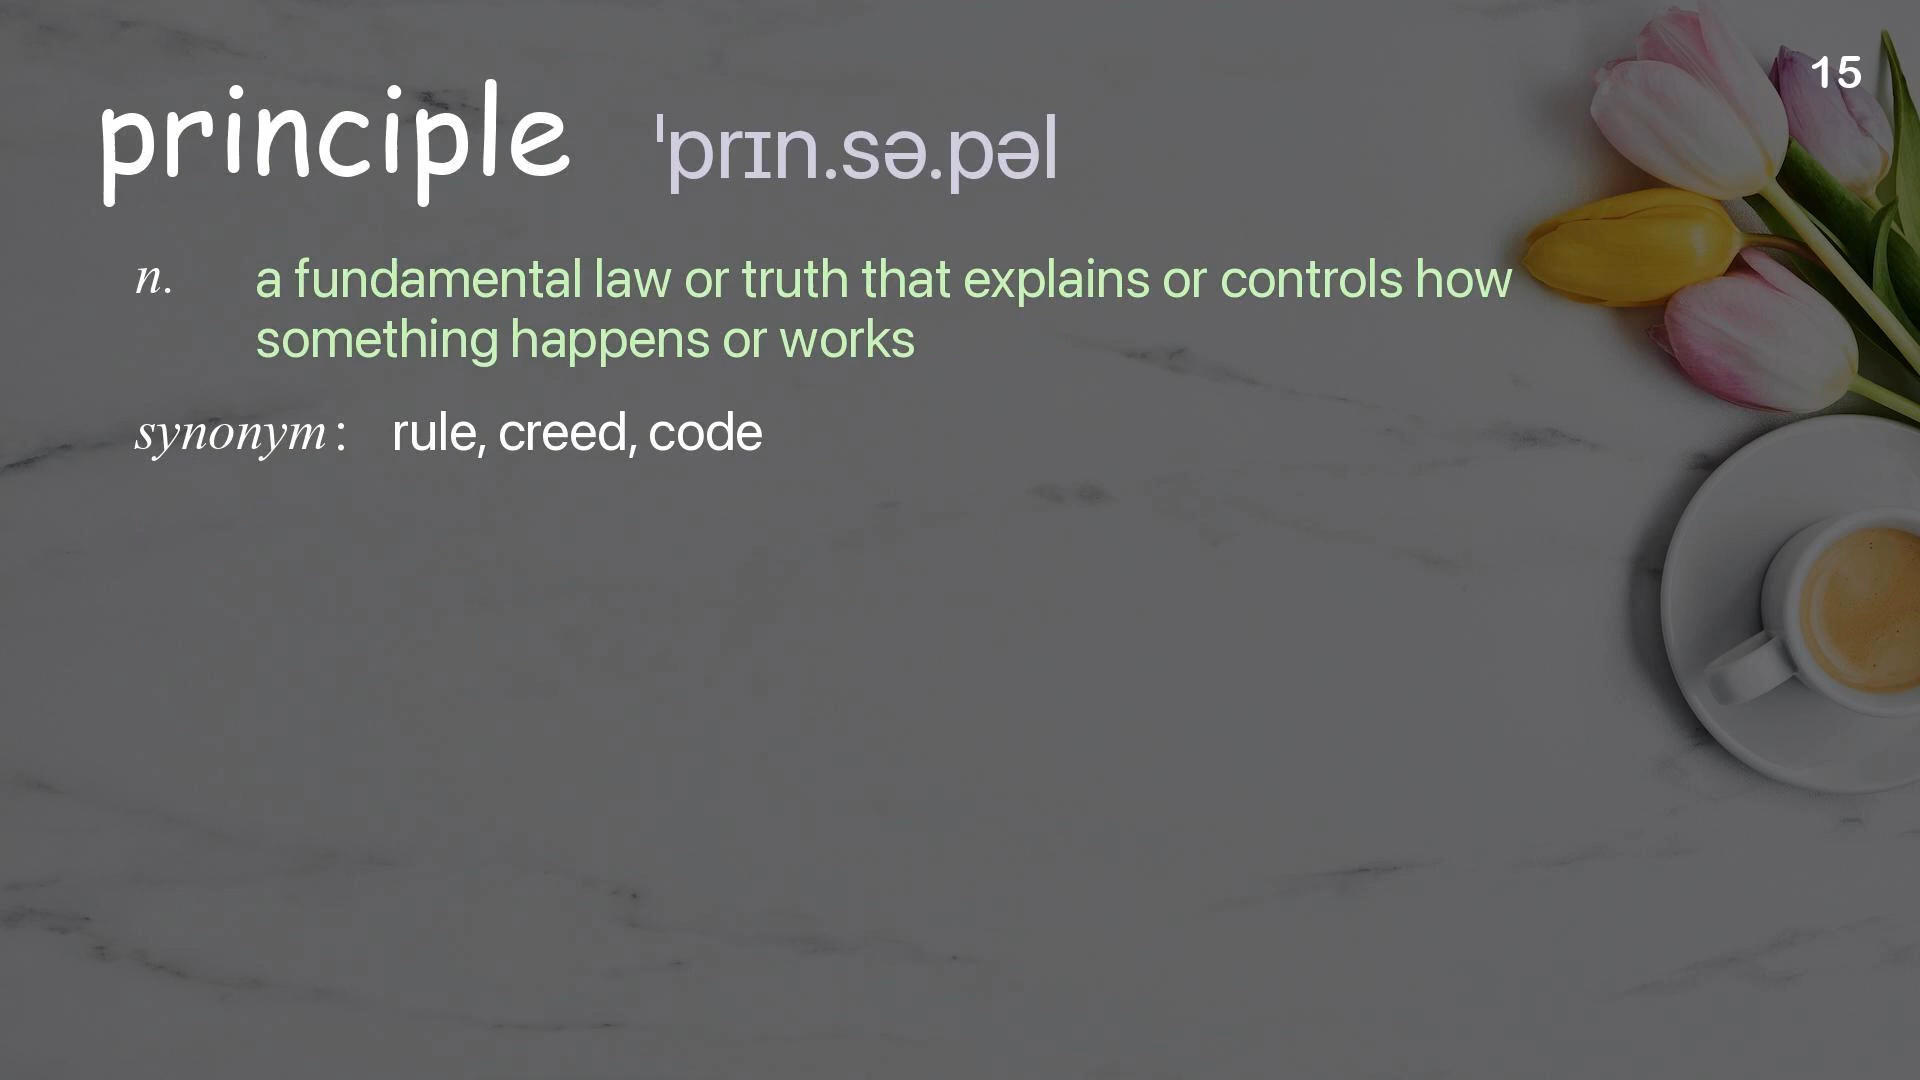 15
principle ˈprɪn.sə.pəl
n. a fundamental law or truth that explains or controls how
something happens or works
synonym: rule, creed, code